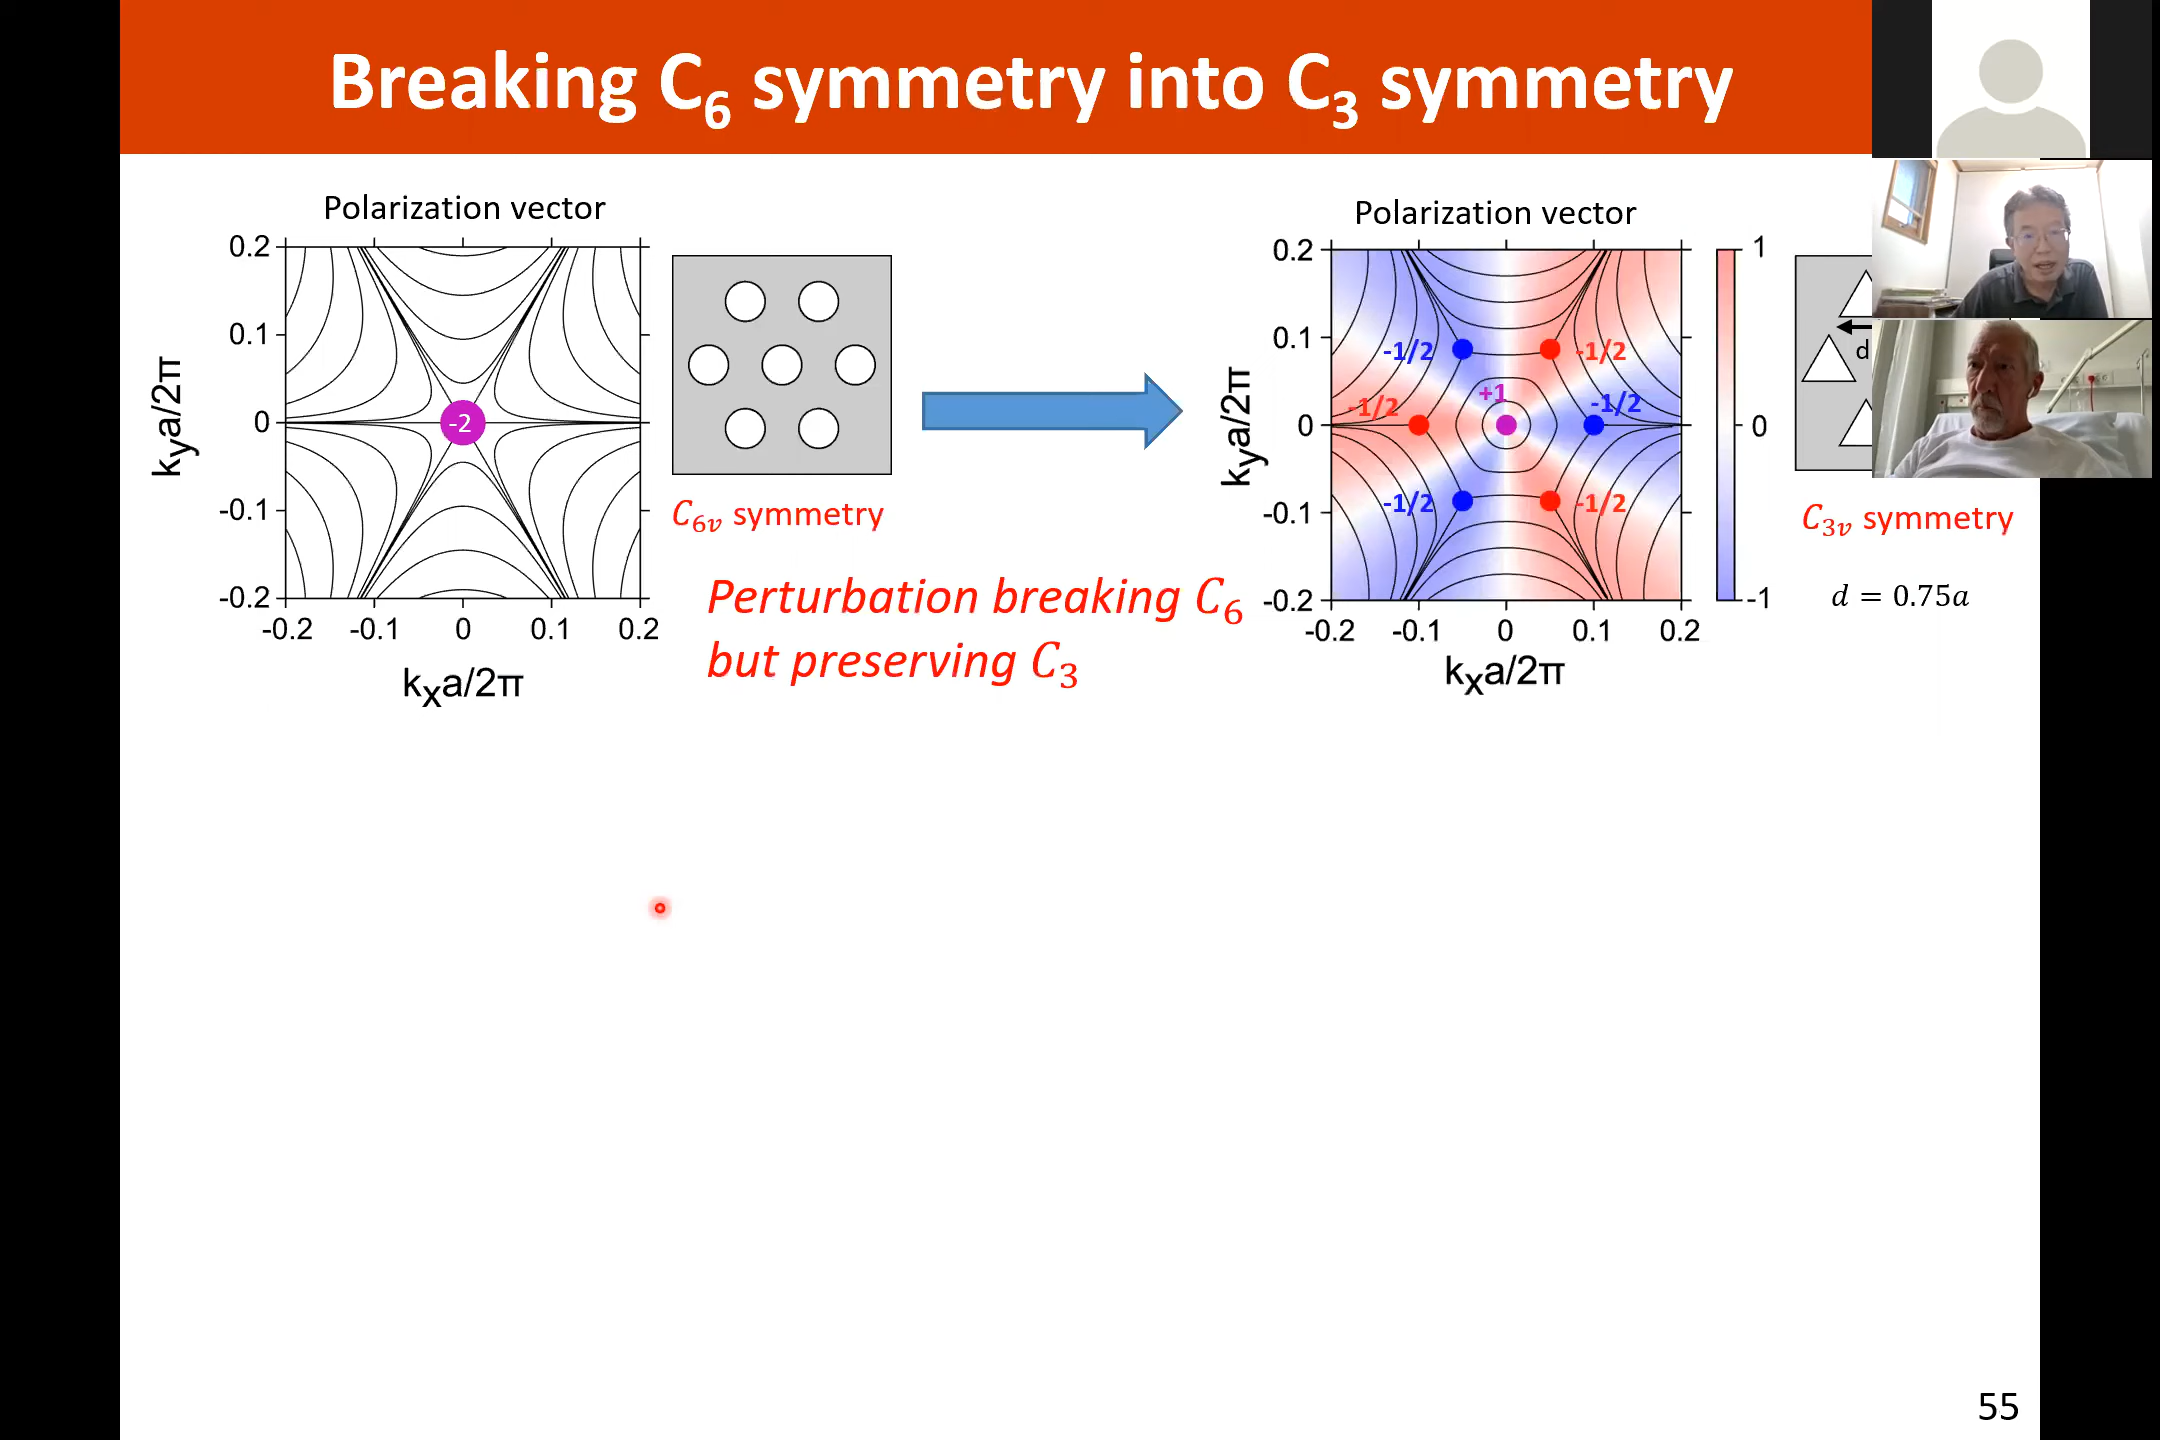 Breaking C₆ symmetry into C₃ symmetry
Polarization vector
0.2
0.1
0
-0.1
-0.2
-0.2 -0.1 0 0.1 0.2
kᵧa/2π
kₓa/2π
-2
C₆ᵥ symmetry
Perturbation breaking C₆
but preserving C₃
Polarization vector
0.2
0.1
0
-0.1
-0.2
-0.2 -0.1 0 0.1 0.2
kᵧa/2π
kₓa/2π
-1/2 -1/2
+1
-1/2 -1/2
-1/2 -1/2
1
0
-1
d
C₃ᵥ symmetry
d = 0.75a
55